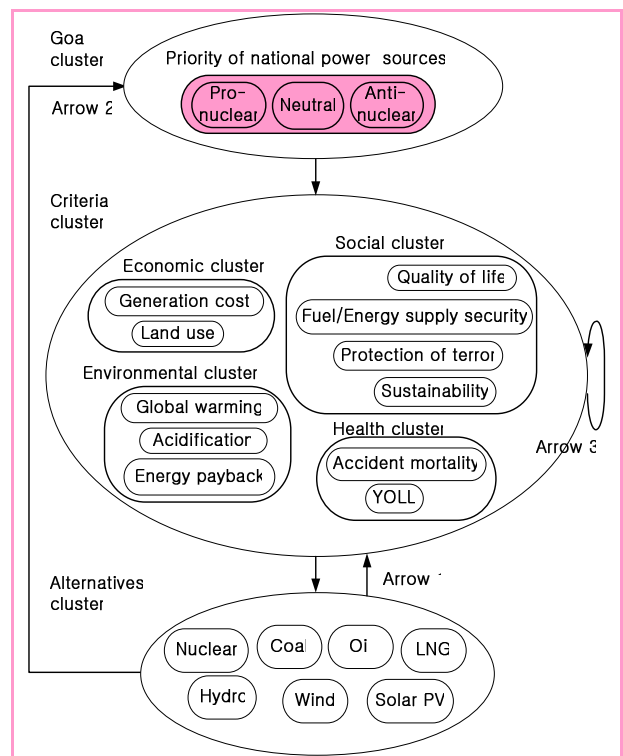 Goa
cluster
Priority of national power sources
Pro-
nuclear
Neutral
Anti-
nuclear
Arrow 2
Criteria
cluster
Social cluster
Economic cluster
Quality of life
Generation cost
Fuel/Energy supply security
Land use
Protection of terror
Environmental cluster
Sustainability
Global warming
Health cluster
Acidification
Arrow 3
Accident mortality
Energy payback
YOLL
Alternatives
cluster
Arrow
Nuclear
Coal
Oi
LNG
Hydro
Wind
Solar PV